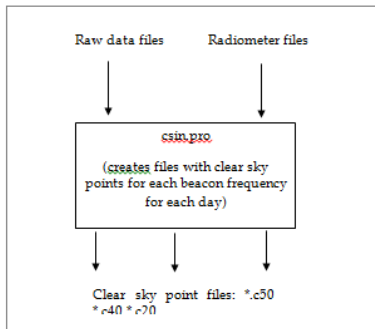 Raw data files Radiometer files
csin.pro
(creates files with clear sky
points for each beacon frequency
for each day)
Clear sky point files: *.c50
*.c40 *.c20